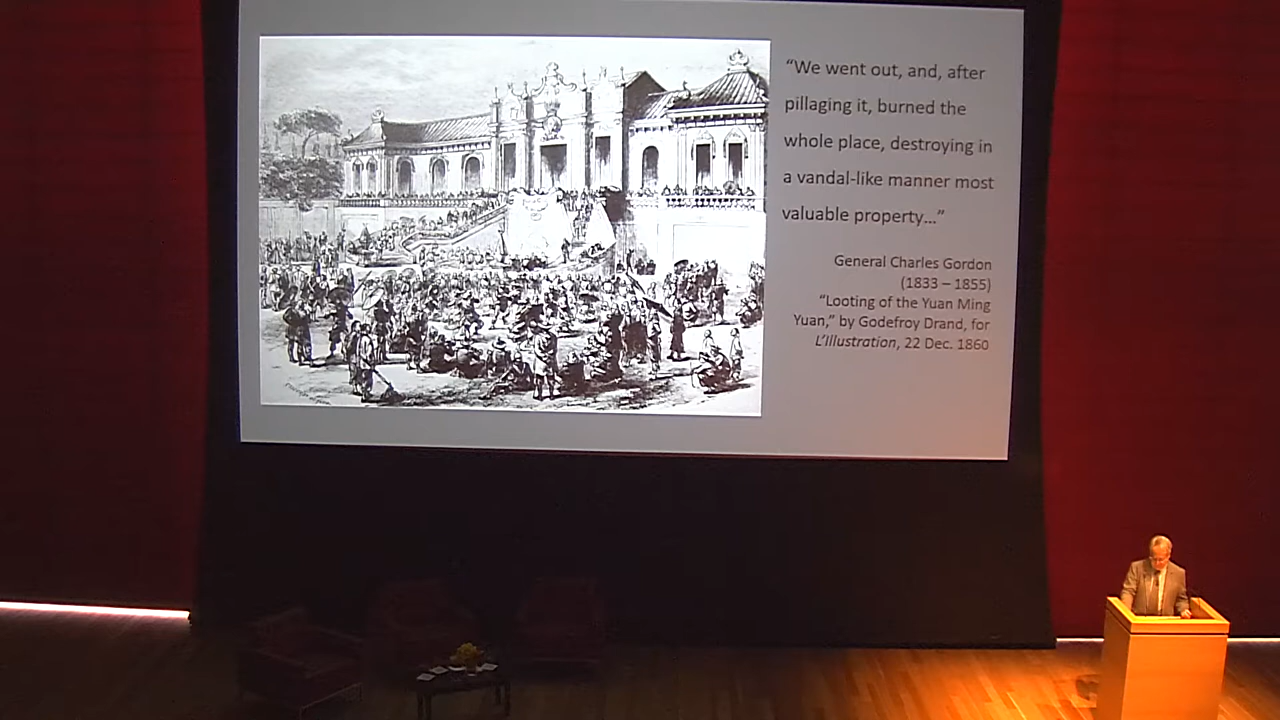 “We went out, and, after
pillaging it, burned the
whole place, destroying in
a vandal-like manner most
valuable property…”
General Charles Gordon
(1833 – 1855)
“Looting of the Yuan Ming
Yuan,” by Godefroy Drand, for
L’Illustration, 22 Dec. 1860